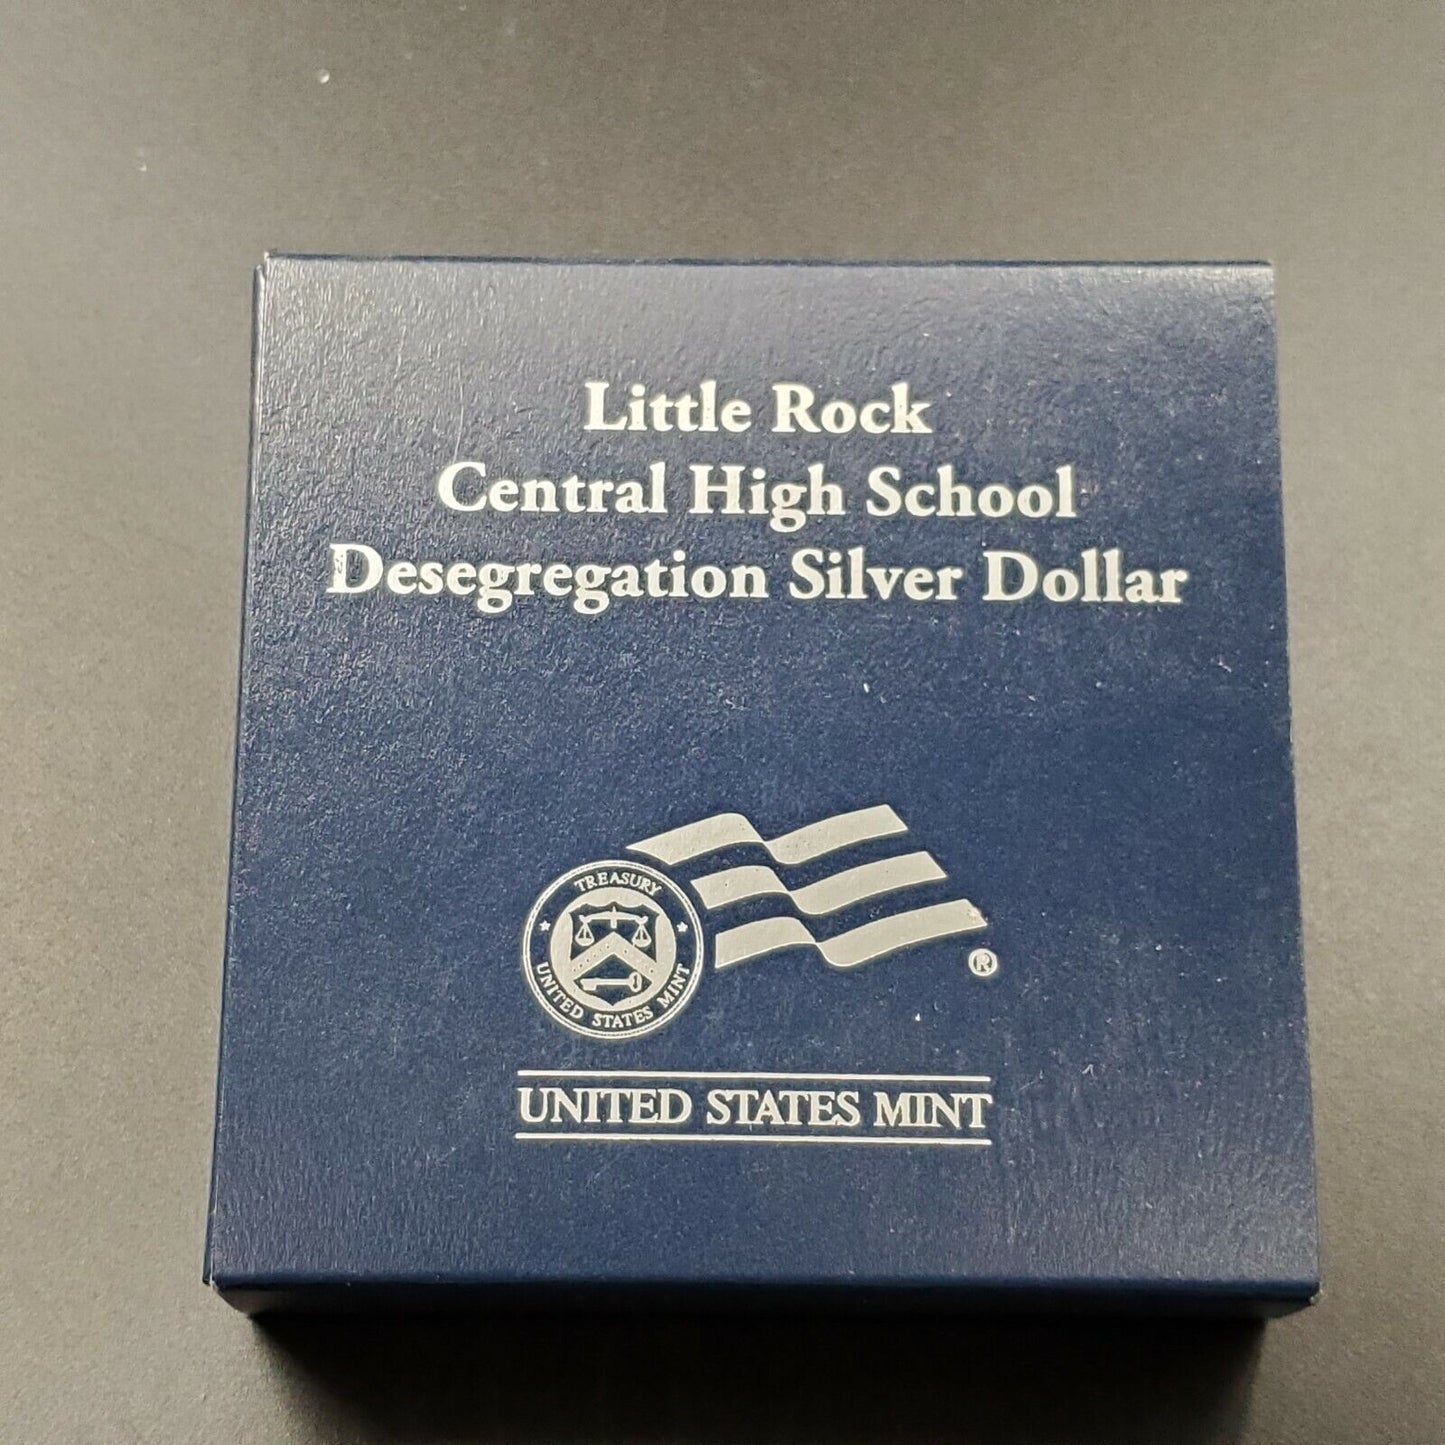 Little Rock
Central High School
Desegregation Silver Dollar
TREASURY
UNITED STATES MINT
®
UNITED STATES MINT